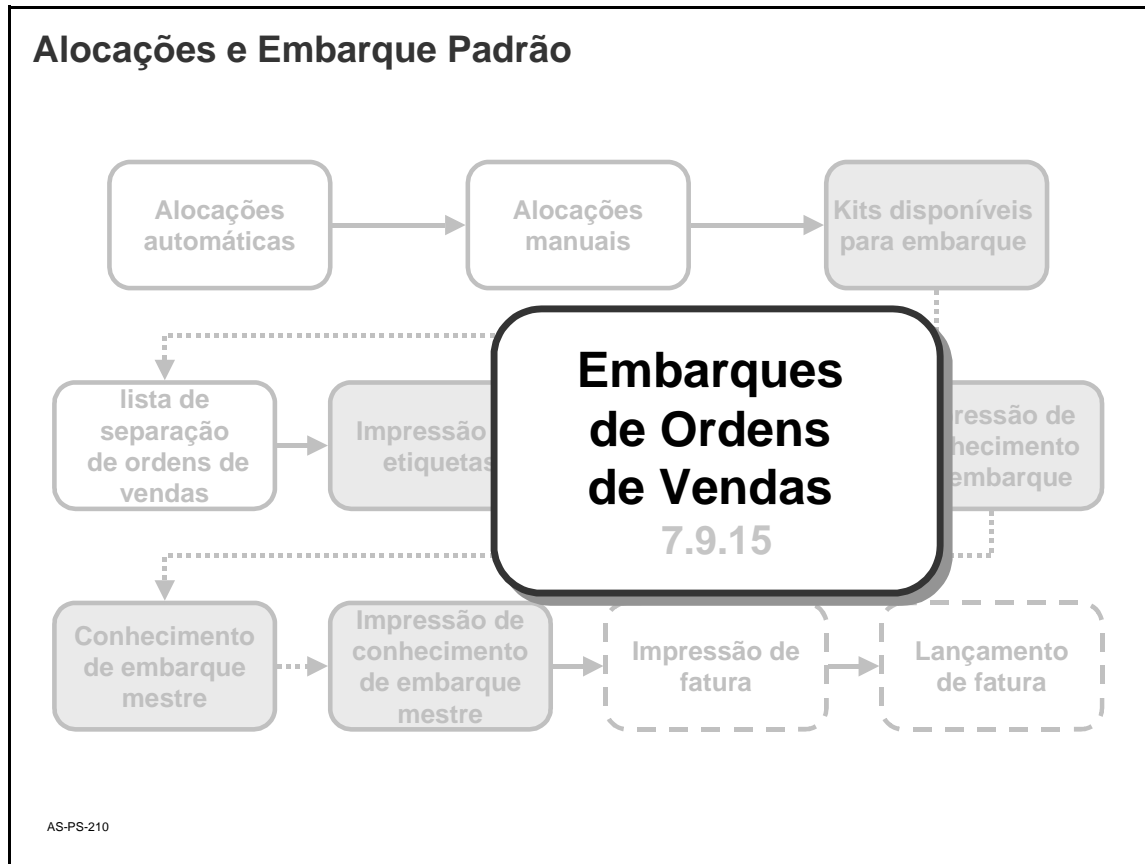 Alocações e Embarque Padrão
Alocações
automáticas
Alocações
manuais
Kits disponíveis
para embarque
lista de
separação
de ordens de
vendas
Impressão
etiquetas
Embarques
de Ordens
de Vendas
7.9.15
de
embarque
Conhecimento
de embarque
mestre
Impressão de
conhecimento
de embarque
mestre
Impressão de
fatura
Lançamento
de fatura
AS-PS-210